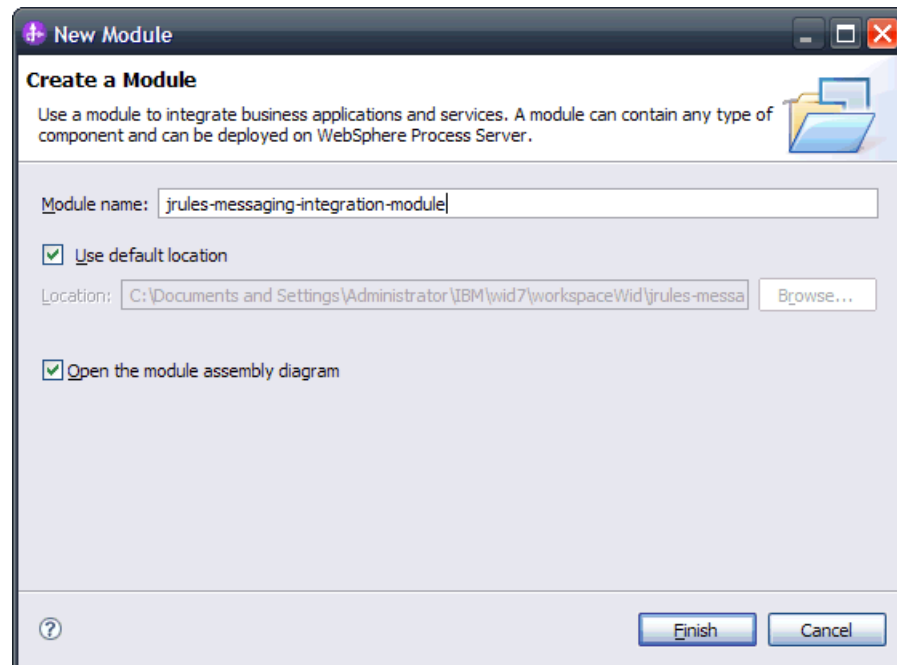 New Module
Create a Module
Use a module to integrate business applications and services. A module can contain any type of
component and can be deployed on WebSphere Process Server.
Module name: jrules-messaging-integration-module
Use default location
Location: C:\Documents and Settings\Administrator\IBM\wid7\workspaceWid\jrules-messa Browse...
Open the module assembly diagram
? Finish Cancel